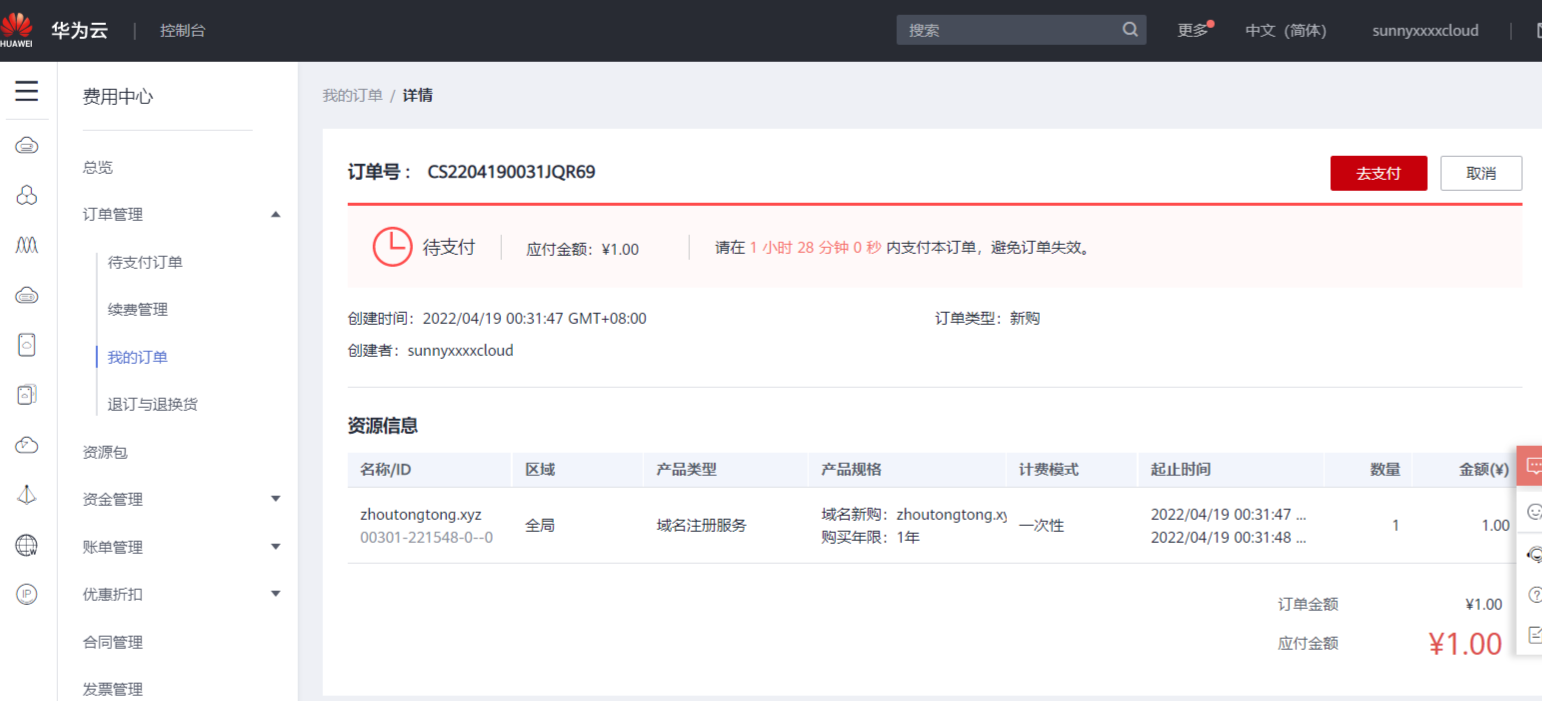 HUAWEI
华为云
控制台
搜索
更多
中文（简体）
sunnyxxxxcloud
费用中心
总览
订单管理
待支付订单
续费管理
我的订单
退订与退换货
资源包
资金管理
账单管理
优惠折扣
合同管理
发票管理
我的订单 / 详情
订单号： CS2204190031JQR69
去支付
取消
待支付
应付金额：¥1.00
请在 1 小时 28 分钟 0 秒 内支付本订单，避免订单失效。
创建时间：2022/04/19 00:31:47 GMT+08:00
订单类型：新购
创建者：sunnyxxxxcloud
资源信息
名称/ID 区域 产品类型 产品规格 计费模式 起止时间 数量 金额(¥)
zhoutongtong.xyz
00301-221548-0--0
全局
域名注册服务
域名新购：zhoutongtong.xy
购买年限：1年
一次性
2022/04/19 00:31:47 ...
2022/04/19 00:31:48 ...
1
1.00
订单金额 ¥1.00
应付金额 ¥1.00
IP